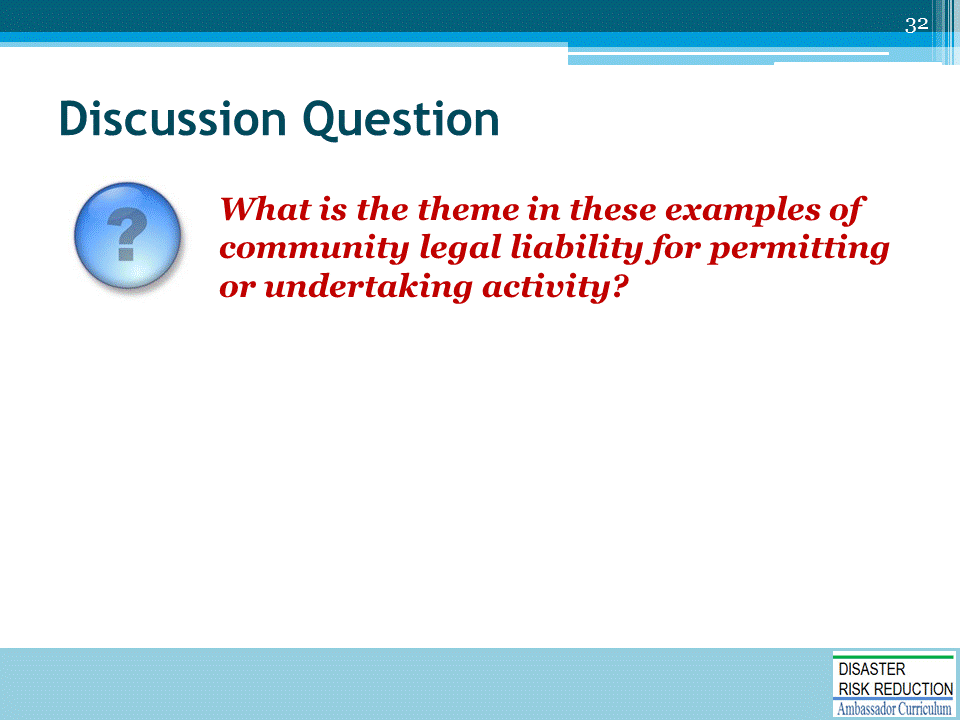 32
Discussion Question
?
What is the theme in these examples of
community legal liability for permitting
or undertaking activity?
DISASTER
RISK REDUCTION
Ambassador Curriculum